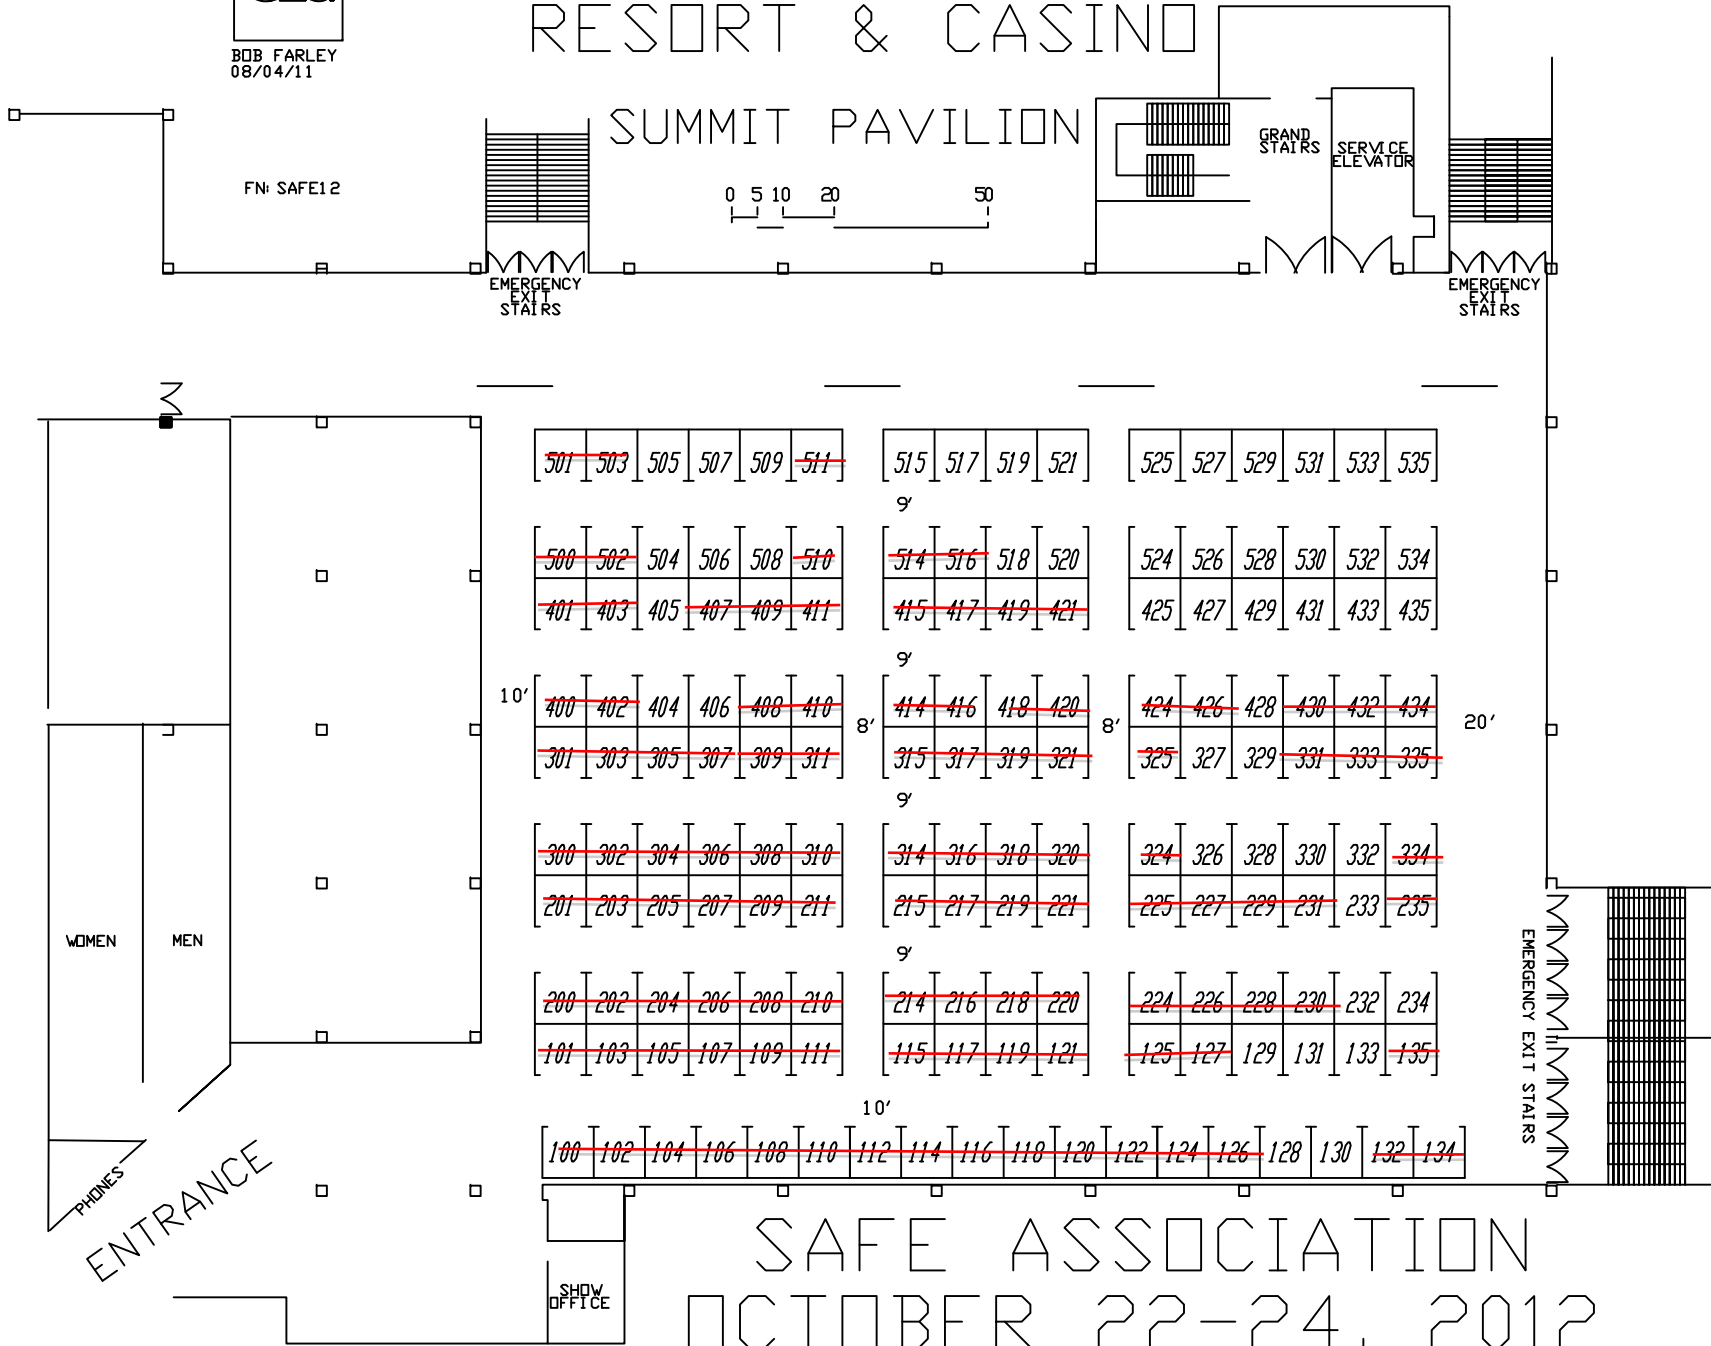 RESORT & CASINO
BOB FARLEY
08/04/11
SUMMIT PAVILION
GRAND
STAIRS
SERVICE
ELEVATOR
FN: SAFE12
0 5 10 20 50
EMERGENCY
EXIT
STAIRS
EMERGENCY
EXIT
STAIRS
501 503 505 507 509 511 515 517 519 521 525 527 529 531 533 535
9'
500 502 504 506 508 510 514 516 518 520 524 526 528 530 532 534
401 403 405 407 409 411 415 417 419 421 425 427 429 431 433 435
9'
10'
400 402 404 406 408 410 414 416 418 420 424 426 428 430 432 434
8' 8' 20'
301 303 305 307 309 311 315 317 319 321 325 327 329 331 333 335
9'
300 302 304 306 308 310 314 316 318 320 324 326 328 330 332 334
201 203 205 207 209 211 215 217 219 221 225 227 229 231 233 235
WOMEN MEN
9'
EMERGENCY EXIT STAIRS
200 202 204 206 208 210 214 216 218 220 224 226 228 230 232 234
101 103 105 107 109 111 115 117 119 121 125 127 129 131 133 135
10'
100 102 104 106 108 110 112 114 116 118 120 122 124 126 128 130 132 134
PHONES
ENTRANCE
SAFE ASSOCIATION
SHOW
OFFICE
OCTOBER 22-24, 2012